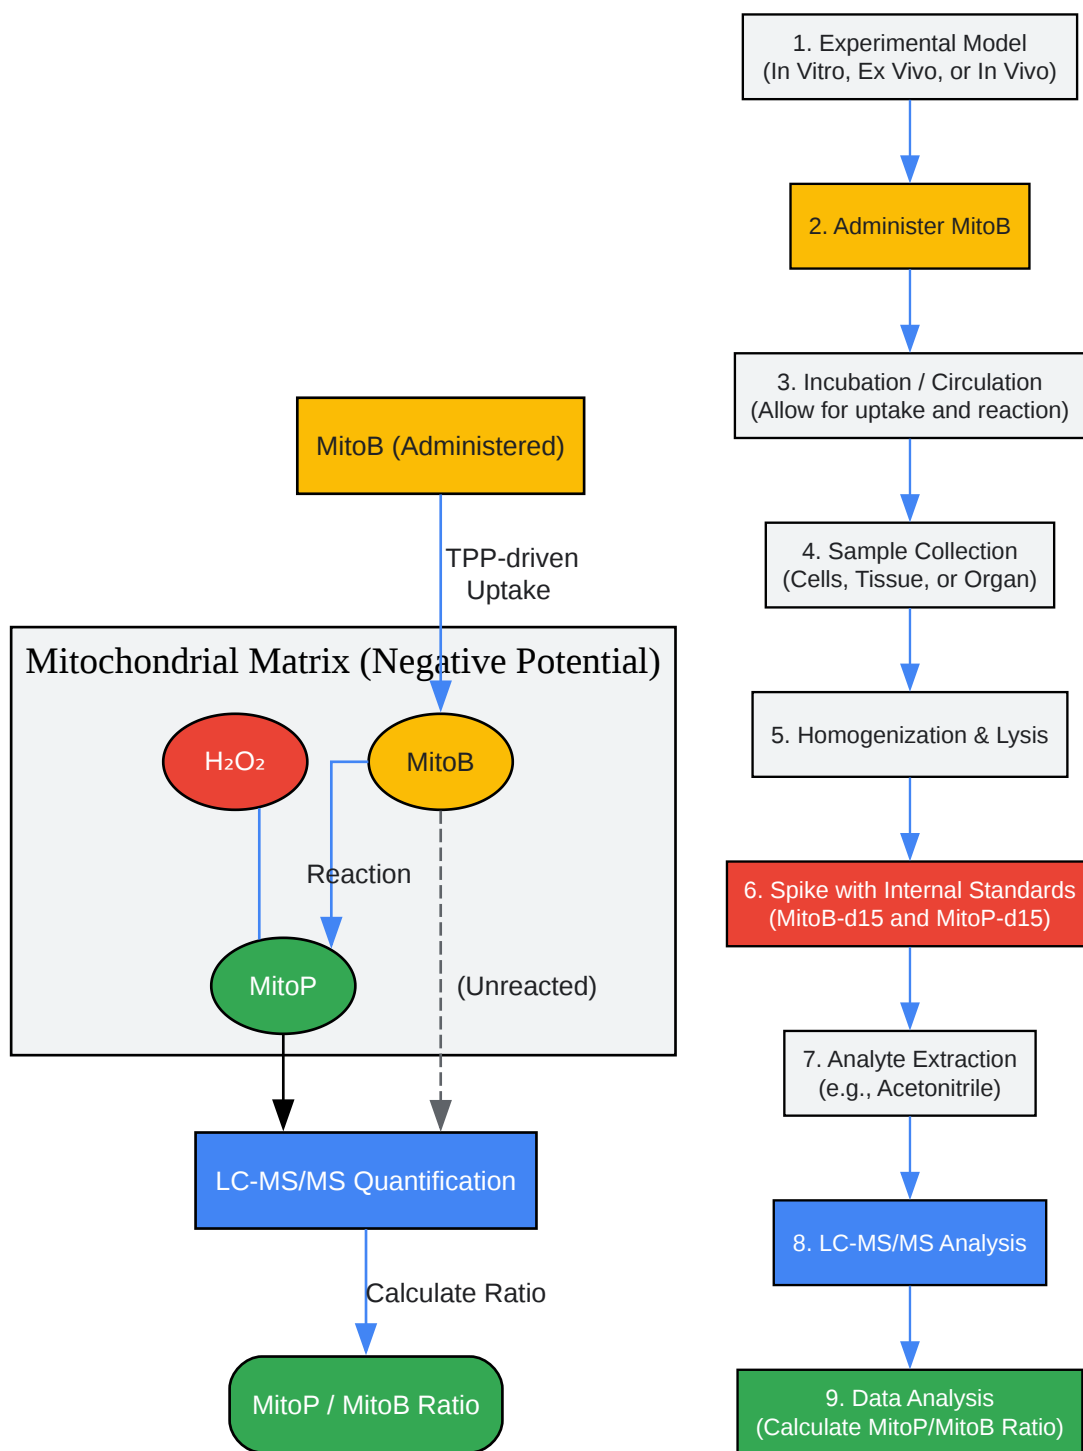 MitoB (Administered)
TPP-driven
Uptake
Mitochondrial Matrix (Negative Potential)
H₂O₂
MitoB
Reaction
MitoP
(Unreacted)
LC-MS/MS Quantification
Calculate Ratio
MitoP / MitoB Ratio
1. Experimental Model
(In Vitro, Ex Vivo, or In Vivo)
2. Administer MitoB
3. Incubation / Circulation
(Allow for uptake and reaction)
4. Sample Collection
(Cells, Tissue, or Organ)
5. Homogenization & Lysis
6. Spike with Internal Standards
(MitoB-d15 and MitoP-d15)
7. Analyte Extraction
(e.g., Acetonitrile)
8. LC-MS/MS Analysis
9. Data Analysis
(Calculate MitoP/MitoB Ratio)